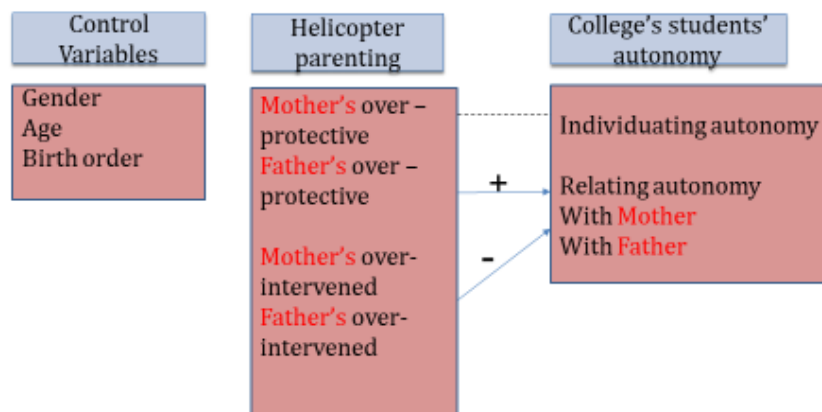 Control
Variables
Gender
Age
Birth order
Helicopter
parenting
Mother's over –
protective
Father's over –
protective
Mother's over-
intervened
Father's over-
intervened
+
-
College's students'
autonomy
Individuating autonomy
Relating autonomy
With Mother
With Father